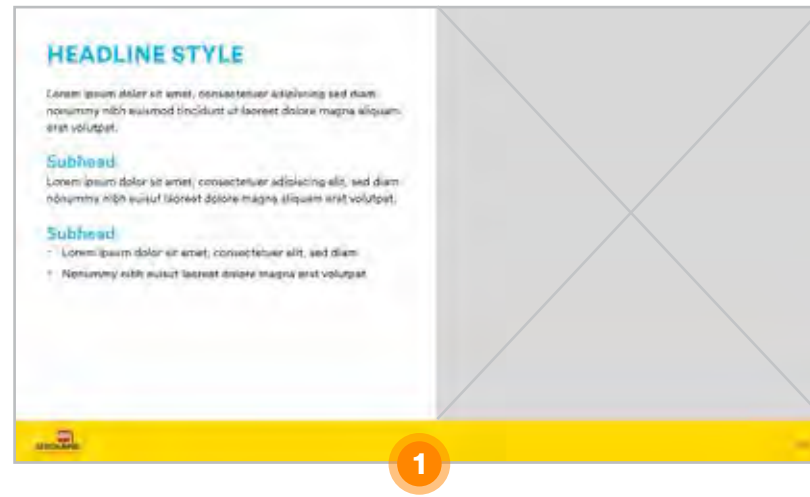 HEADLINE STYLE
Lorem ipsum dolor sit amet, consectetuer adipiscing sed diam
nonummy nibh euismod tincidunt ut laoreet dolore magna aliquam
erat volutpat.
Subhead
Lorem ipsum dolor sit amet, consectetuer adipiscing elit, sed diam
nonummy nibh euisut laoreet dolore magna aliquam erat volutpat.
Subhead
- Lorem ipsum dolor sit amet, consectetuer elit, sed diam
- Nonummy nibh euisut laoreet dolore magna erat volutpat
1